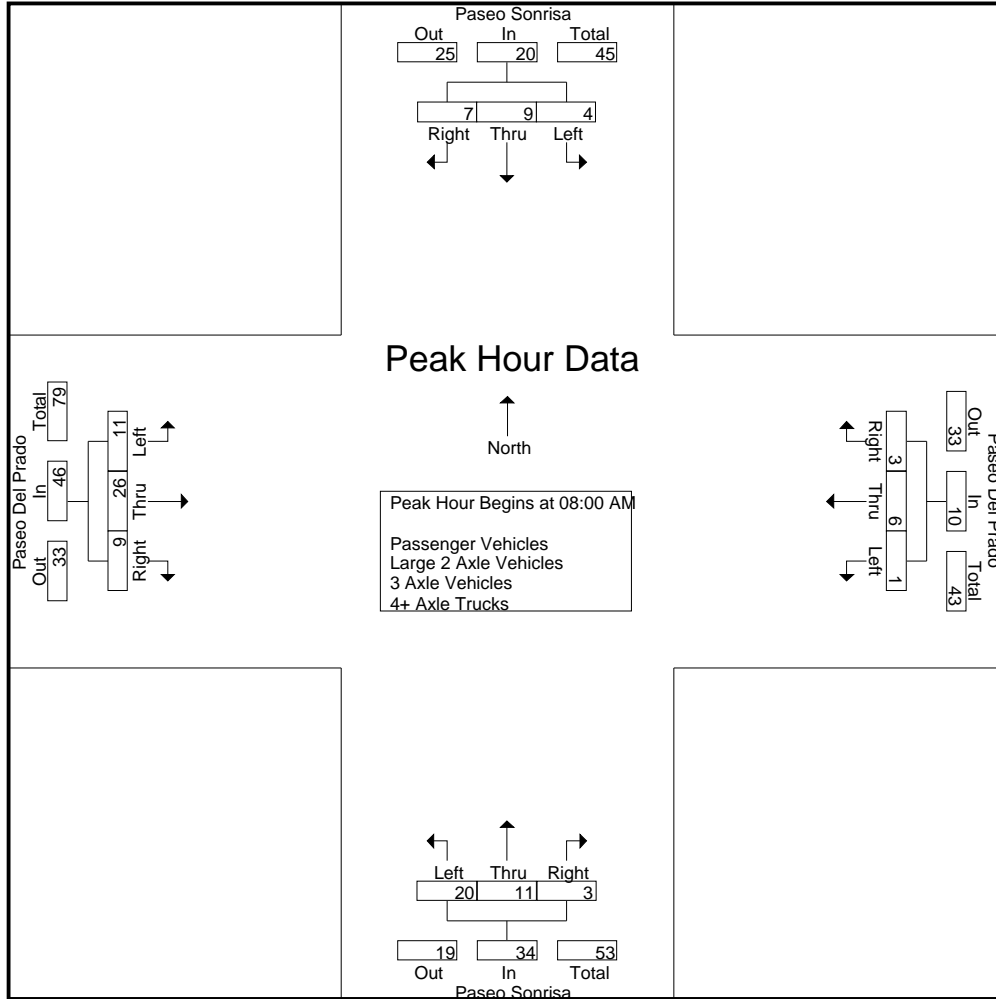 Paseo Sonrisa
Out In Total
25 20 45
7 9 4
Right Thru Left
Peak Hour Data
North
Peak Hour Begins at 08:00 AM
Passenger Vehicles
Large 2 Axle Vehicles
3 Axle Vehicles
4+ Axle Trucks
Paseo Del Prado
Out In Total
33 46 79
Left Thru Right
11 26 9
Paseo Del Prado
Out In Total
33 10 43
Right Thru Left
3 6 1
Left Thru Right
20 11 3
19 34 53
Out In Total
Paseo Sonrisa